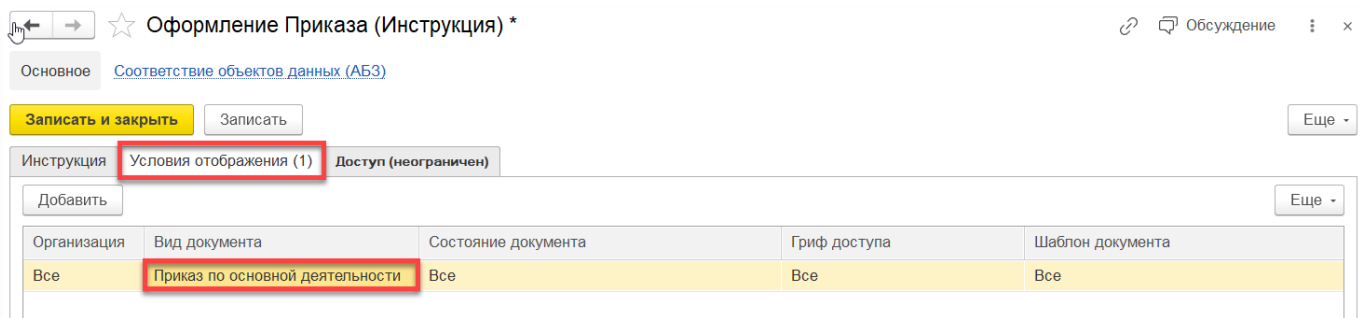 Оформление Приказа (Инструкция) * Обсуждение
Основное Соответствие объектов данных (АБЗ)
Записать и закрыть Записать Еще
Инструкция Условия отображения (1) Доступ (неограничен)
Добавить Еще
Организация Вид документа Состояние документа Гриф доступа Шаблон документа
Все Приказ по основной деятельности Все Все Все